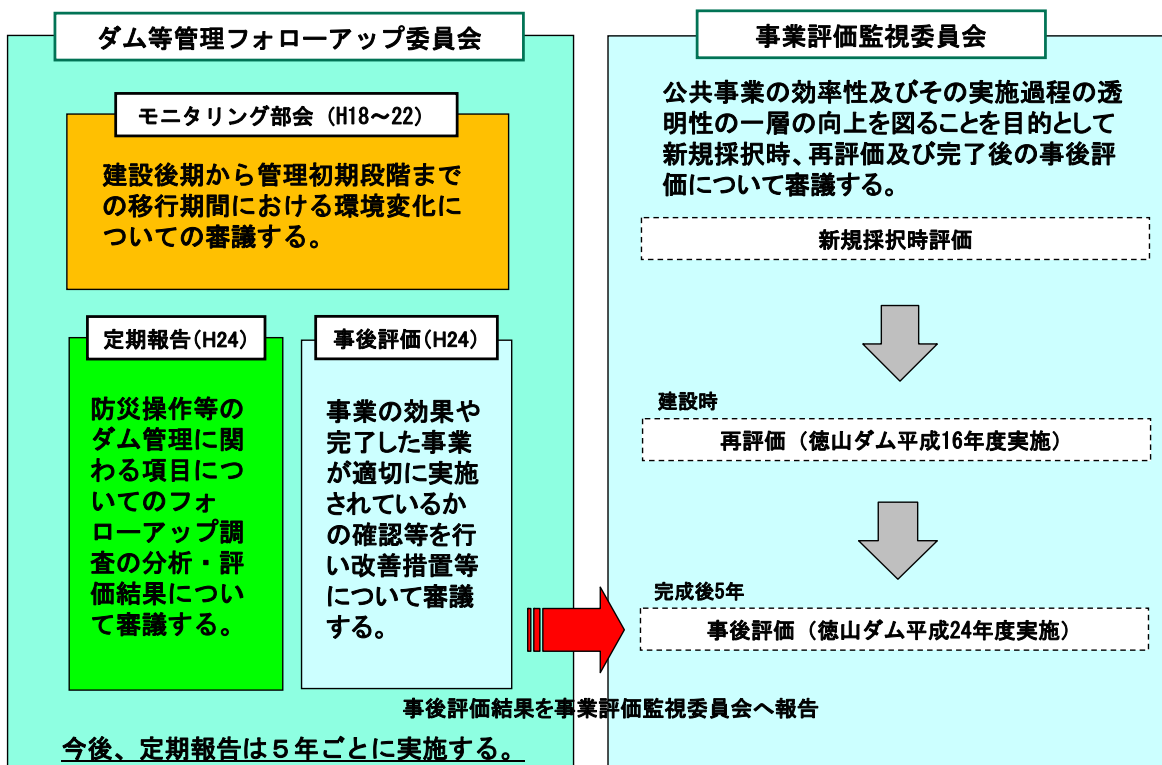 ダム等管理フォローアップ委員会
モニタリング部会（H18～22）
建設後期から管理初期段階まで
の移行期間における環境変化に
ついての審議する。
定期報告（H24）
防災操作等の
ダム管理に関
わる項目につ
いてのフォ
ローアップ調
査の分析・評
価結果につい
て審議する。
事後評価（H24）
事業の効果や
完了した事業
が適切に実施
されているか
の確認等を行
い改善措置等
について審議
する。
今後、定期報告は５年ごとに実施する。
事業評価監視委員会
公共事業の効率性及びその実施過程の透
明性の一層の向上を図ることを目的として
新規採択時、再評価及び完了後の事後評
価について審議する。
新規採択時評価
建設時
再評価（徳山ダム平成16年度実施）
完成後5年
事後評価（徳山ダム平成24年度実施）
事後評価結果を事業評価監視委員会へ報告